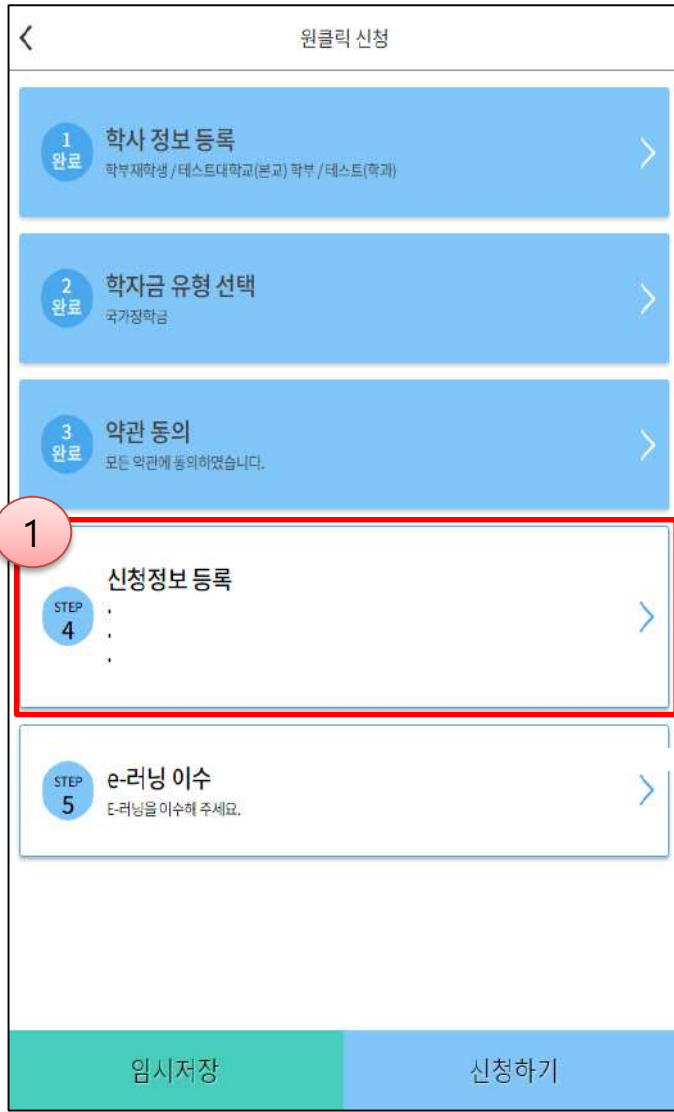 원클릭 신청
1
완료
학사 정보 등록
학부재학생 / 테스트대학교(본교) 학부 / 테스트(학과)
2
완료
학자금 유형 선택
국가장학금
3
완료
약관 동의
모든 약관에 동의하였습니다.
1
STEP
4
신청정보 등록
STEP
5
e-러닝 이수
E-러닝을 이수해 주세요.
임시저장
신청하기